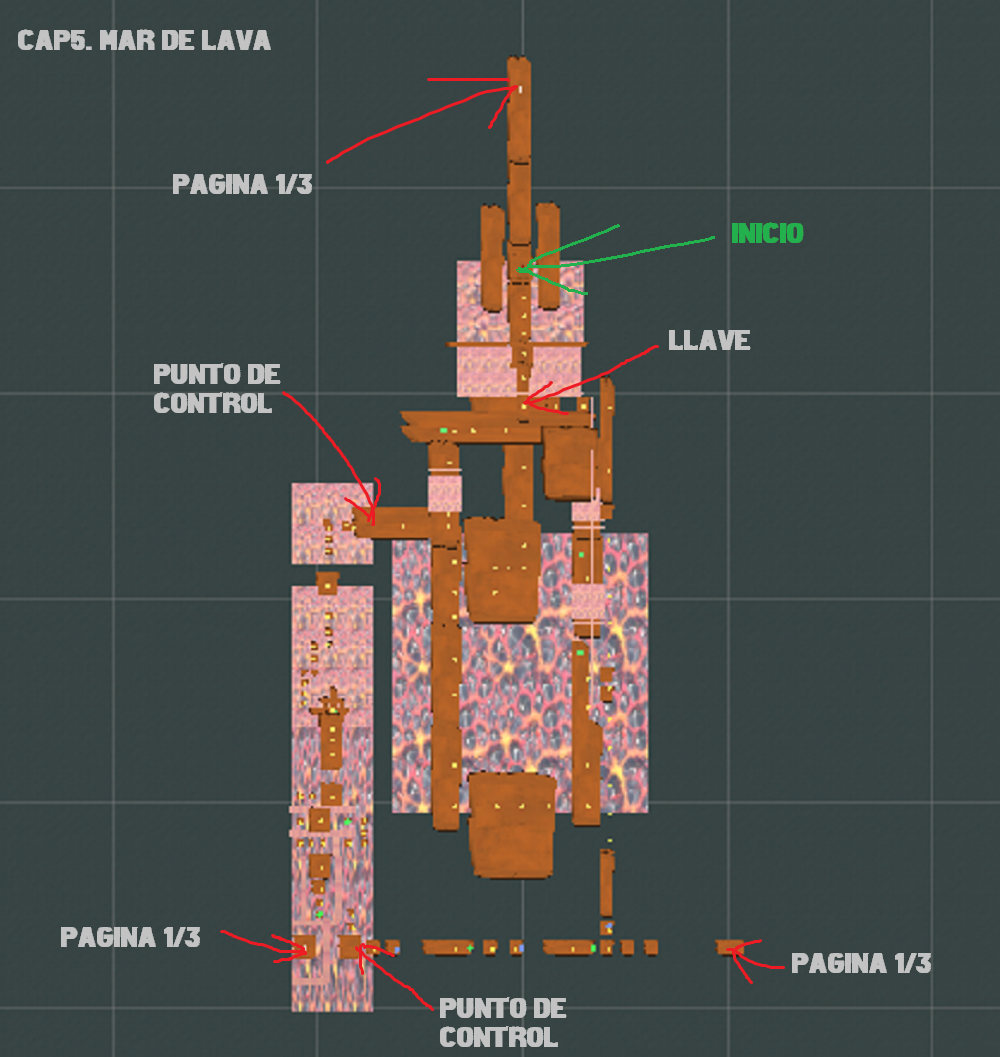 CAP5. MAR DE LAVA
PAGINA 1/3
INICIO
LLAVE
PUNTO DE
CONTROL
PAGINA 1/3
PAGINA 1/3
PUNTO DE
CONTROL